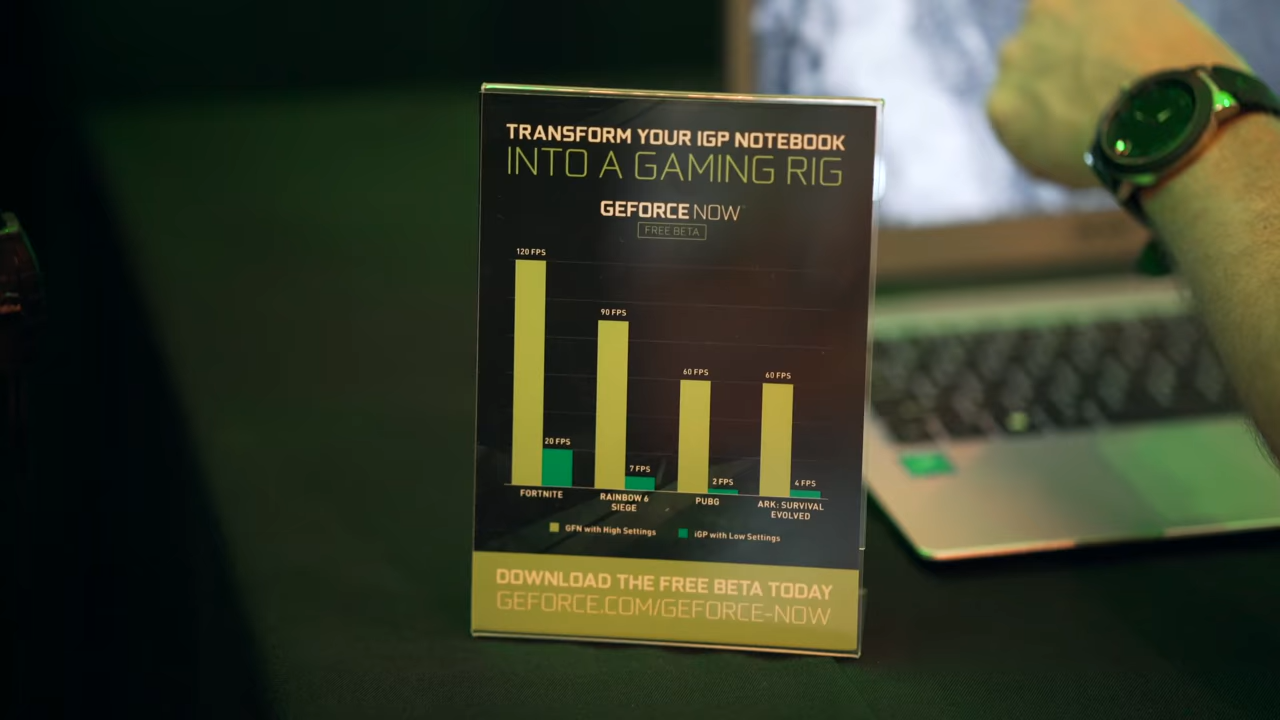 TRANSFORM YOUR IGP NOTEBOOK
INTO A GAMING RIG
GEFORCE NOW™
FREE BETA
120 FPS
20 FPS
FORTNITE
90 FPS
7 FPS
RAINBOW 6
SIEGE
60 FPS
2 FPS
PUBG
60 FPS
4 FPS
ARK: SURVIVAL
EVOLVED
GFN with High Settings
iGP with Low Settings
DOWNLOAD THE FREE BETA TODAY
GEFORCE.COM/GEFORCE-NOW